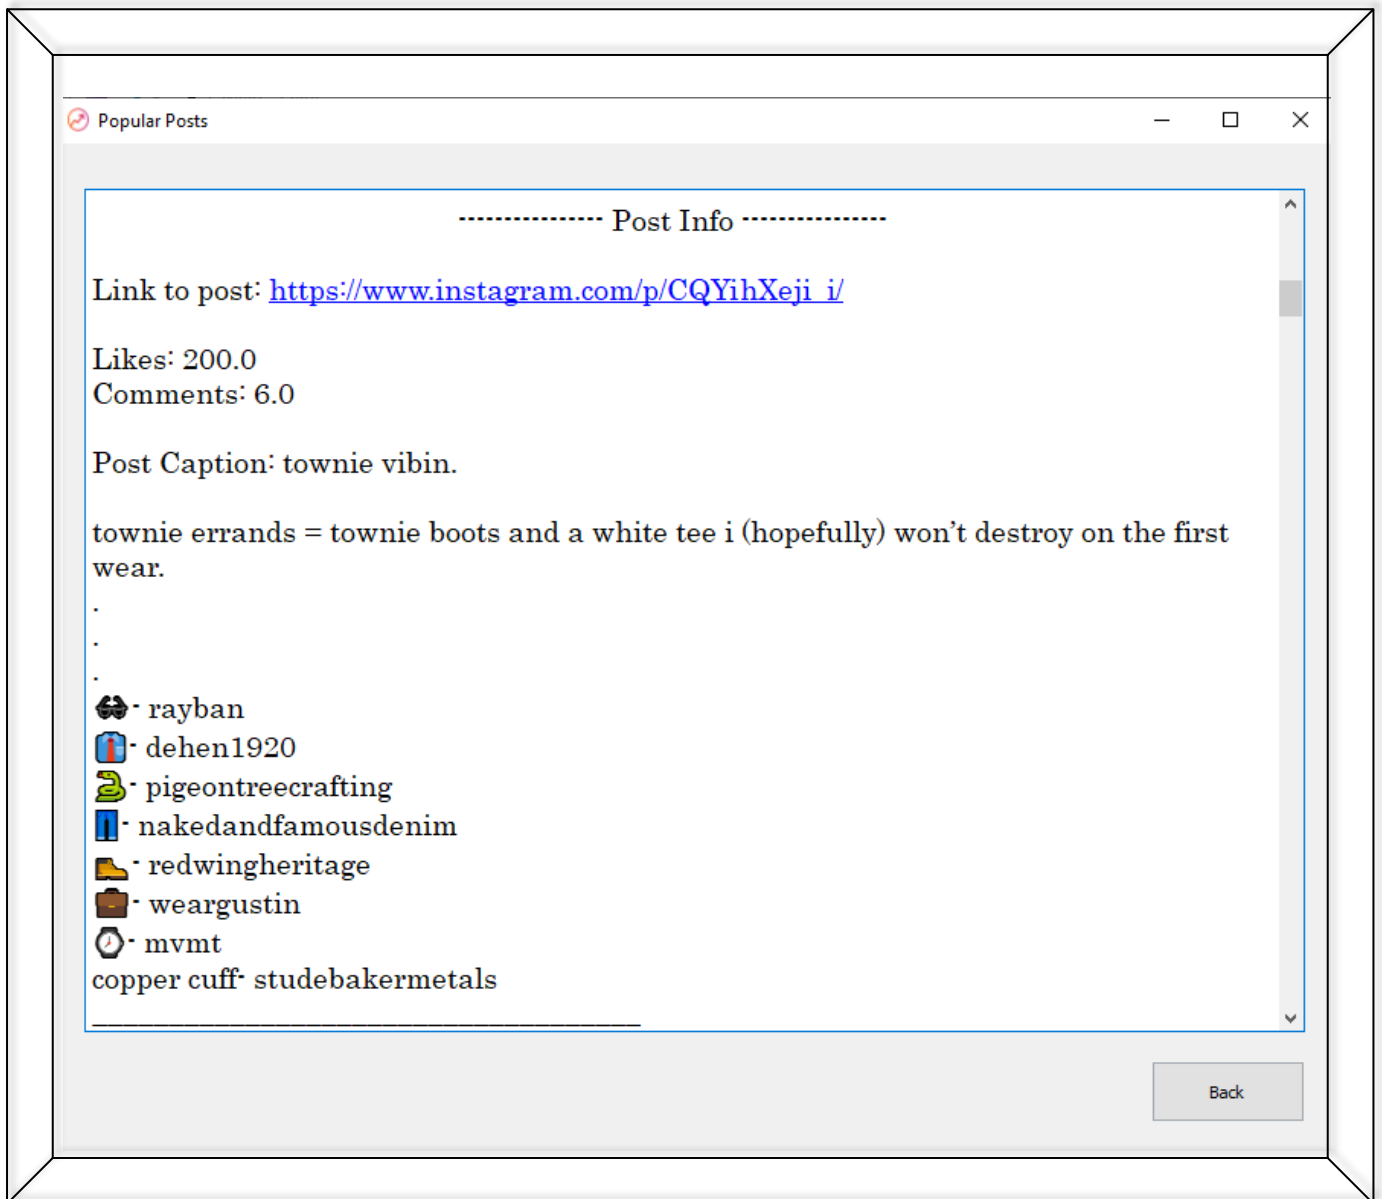 Popular Posts
---------------- Post Info ----------------
Link to post: https://www.instagram.com/p/CQYihXeji_i/
Likes: 200.0
Comments: 6.0
Post Caption: townie vibin.
townie errands = townie boots and a white tee i (hopefully) won’t destroy on the first
wear.
.
.
.
🕶- rayban
👔- dehen1920
🐍- pigeontreecrafting
👖- nakedandfamousdenim
🥾- redwingheritage
💼- weargustin
⌚- mvmt
copper cuff- studebakermetals
____________________________________
Back